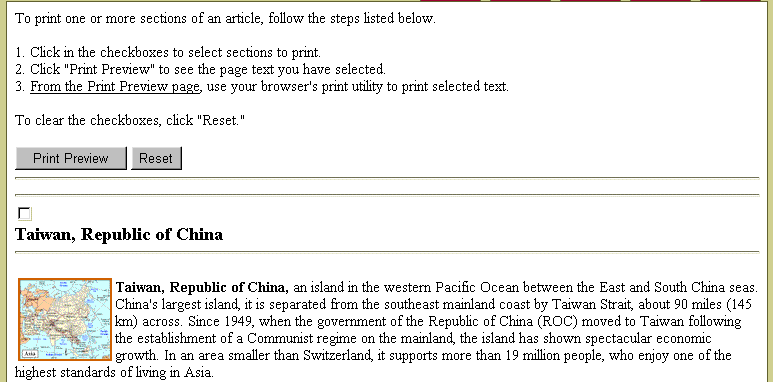 To print one or more sections of an article, follow the steps listed below.
1. Click in the checkboxes to select sections to print.
2. Click "Print Preview" to see the page text you have selected.
3. From the Print Preview page, use your browser's print utility to print selected text.
To clear the checkboxes, click "Reset."
Print Preview Reset
Taiwan, Republic of China
Taiwan, Republic of China, an island in the western Pacific Ocean between the East and South China seas.
China's largest island, it is separated from the southeast mainland coast by Taiwan Strait, about 90 miles (145
km) across. Since 1949, when the government of the Republic of China (ROC) moved to Taiwan following
the establishment of a Communist regime on the mainland, the island has shown spectacular economic
growth. In an area smaller than Switzerland, it supports more than 19 million people, who enjoy one of the
highest standards of living in Asia.
Asia